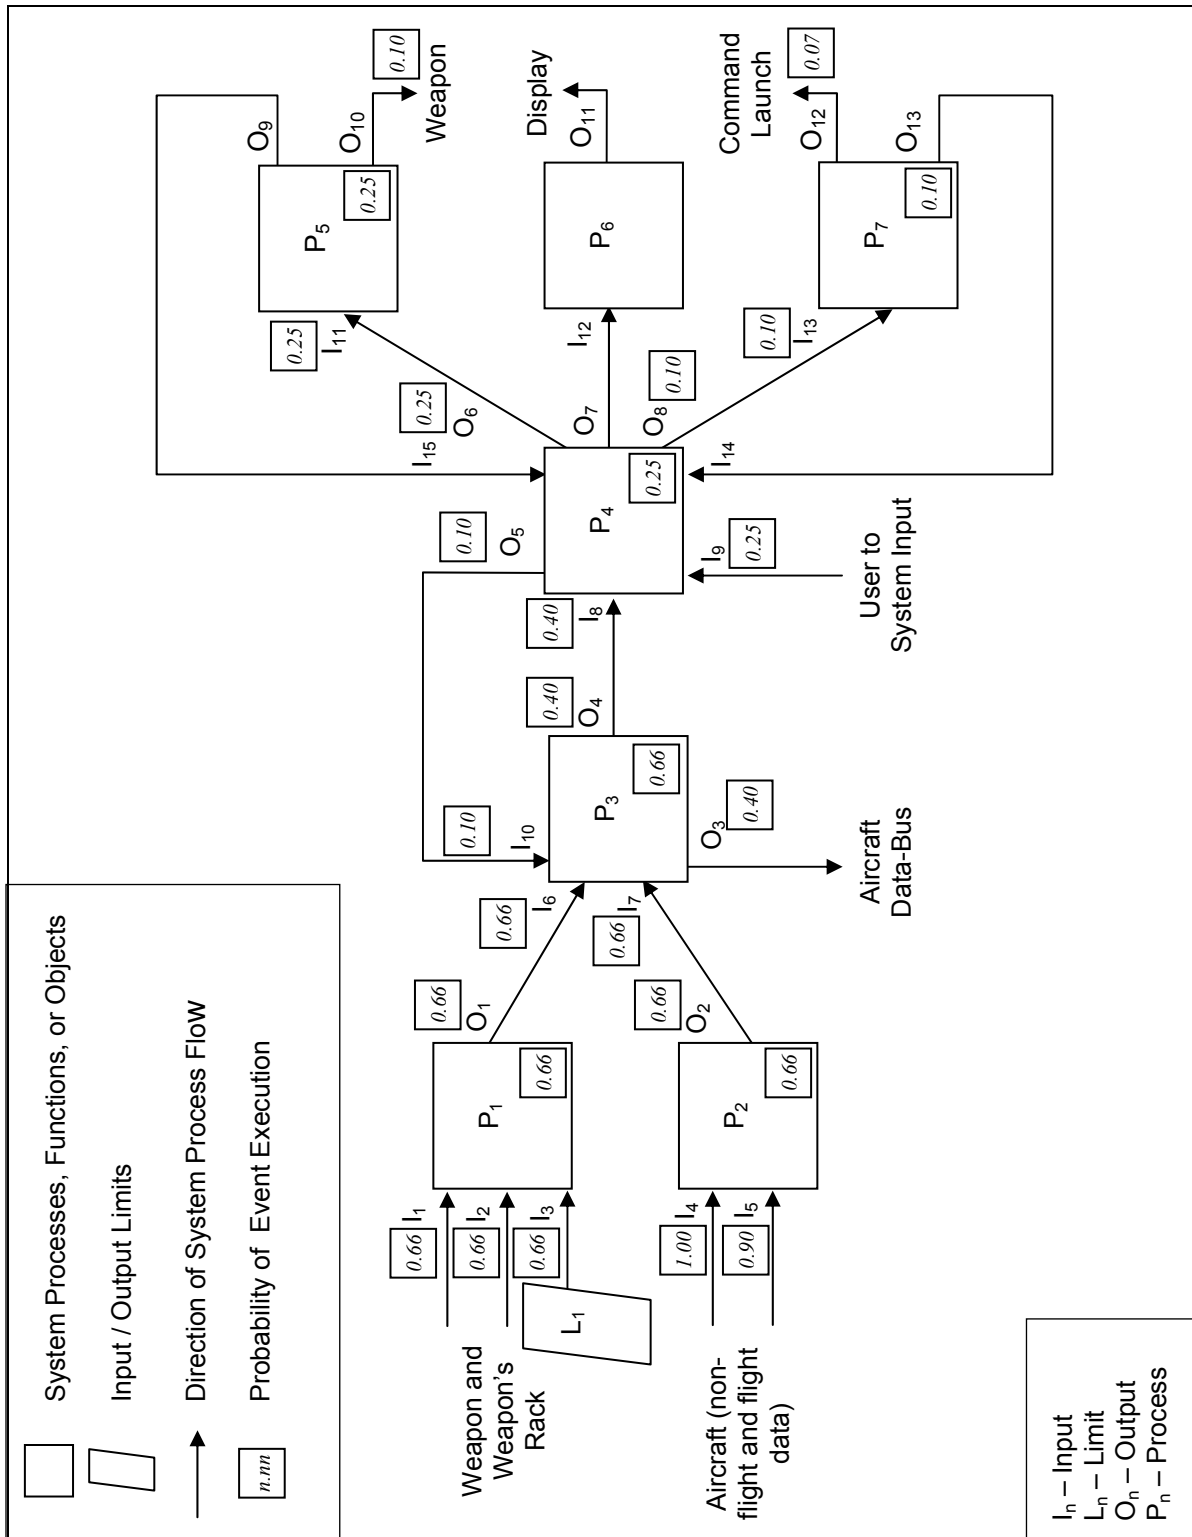 System Processes, Functions, or Objects
Input / Output Limits
Direction of System Process Flow
n.nn
Probability of Event Execution
Weapon and
Weapon's
Rack
L1
0.66
I1
0.66
I2
0.66
I3
P1
0.66
0.66
O1
0.66
I6
Aircraft (non-
flight and flight
data)
1.00
I4
0.90
I5
P2
0.66
0.66
O2
0.66
I7
0.10
I10
P3
0.66
O3
0.40
Aircraft
Data-Bus
0.40
O4
0.40
I8
0.10
O5
P4
0.25
I9
0.25
User to
System Input
I15
I14
0.25
O6
0.25
I11
O7
I12
0.10
O8
0.10
I13
P5
0.25
O9
O10
0.10
Weapon
P6
O11
Display
P7
0.10
O12
0.07
Command
Launch
O13
In – Input
Ln – Limit
On – Output
Pn – Process